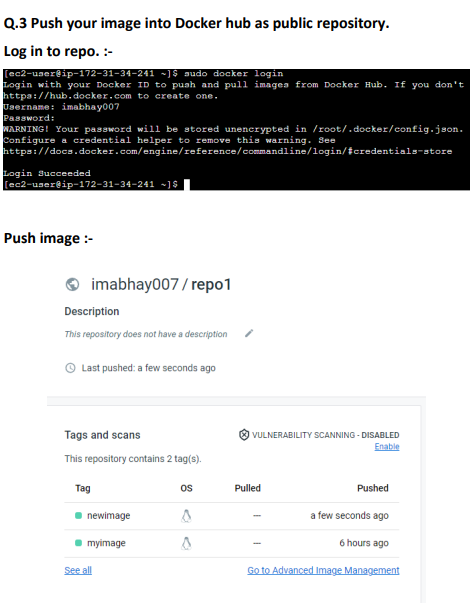 Q.3 Push your image into Docker hub as public repository.
Log in to repo. :-
[ec2-user@ip-172-31-34-241 ~]$ sudo docker login
Login with your Docker ID to push and pull images from Docker Hub. If you don't
https://hub.docker.com to create one.
Username: imabhay007
Password:
WARNING! Your password will be stored unencrypted in /root/.docker/config.json.
Configure a credential helper to remove this warning. See
https://docs.docker.com/engine/reference/commandline/login/#credentials-store
Login Succeeded
[ec2-user@ip-172-31-34-241 ~]$
Push image :-
imabhay007 / repo1
Description
This repository does not have a description
Last pushed: a few seconds ago
Tags and scans VULNERABILITY SCANNING - DISABLED
Enable
This repository contains 2 tag(s).
Tag OS Pulled Pushed
newimage --- a few seconds ago
myimage --- 6 hours ago
See all Go to Advanced Image Management